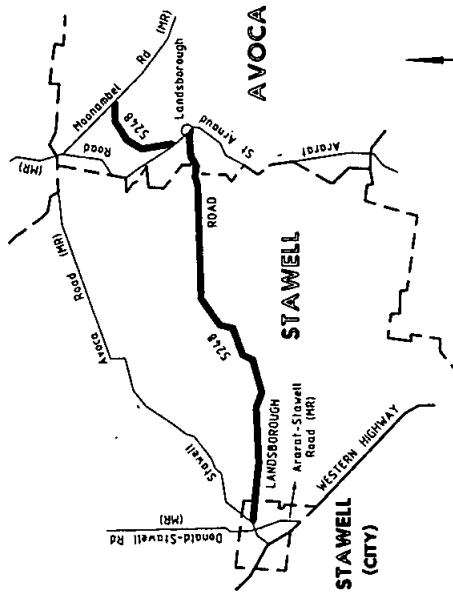 (MR)
Moonambel Rd (MR)
Road
5248
Landsborough
AVOCA
St Arnaud
Ararat
Avoca Road (MR)
ROAD
STAWELL
5248
Stawell
LANDSBOROUGH
Ararat-Stawell
Road (MR)
WESTERN HIGHWAY
Donald-Stawell Rd
(MR)
STAWELL
(CITY)